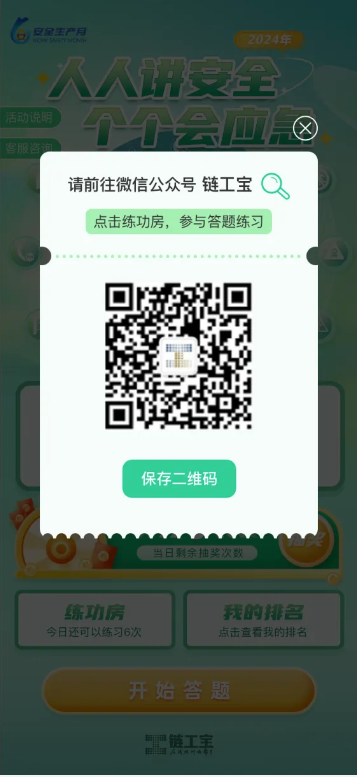 安全生产月
2024年
人人讲安全
个个会应急
活动说明
客服咨询
请前往微信公众号 链工宝
点击练功房，参与答题练习
保存二维码
当日剩余抽奖次数
练功房
今日还可以练习6次
我的排名
点击查看我的排名
开始答题
链工宝